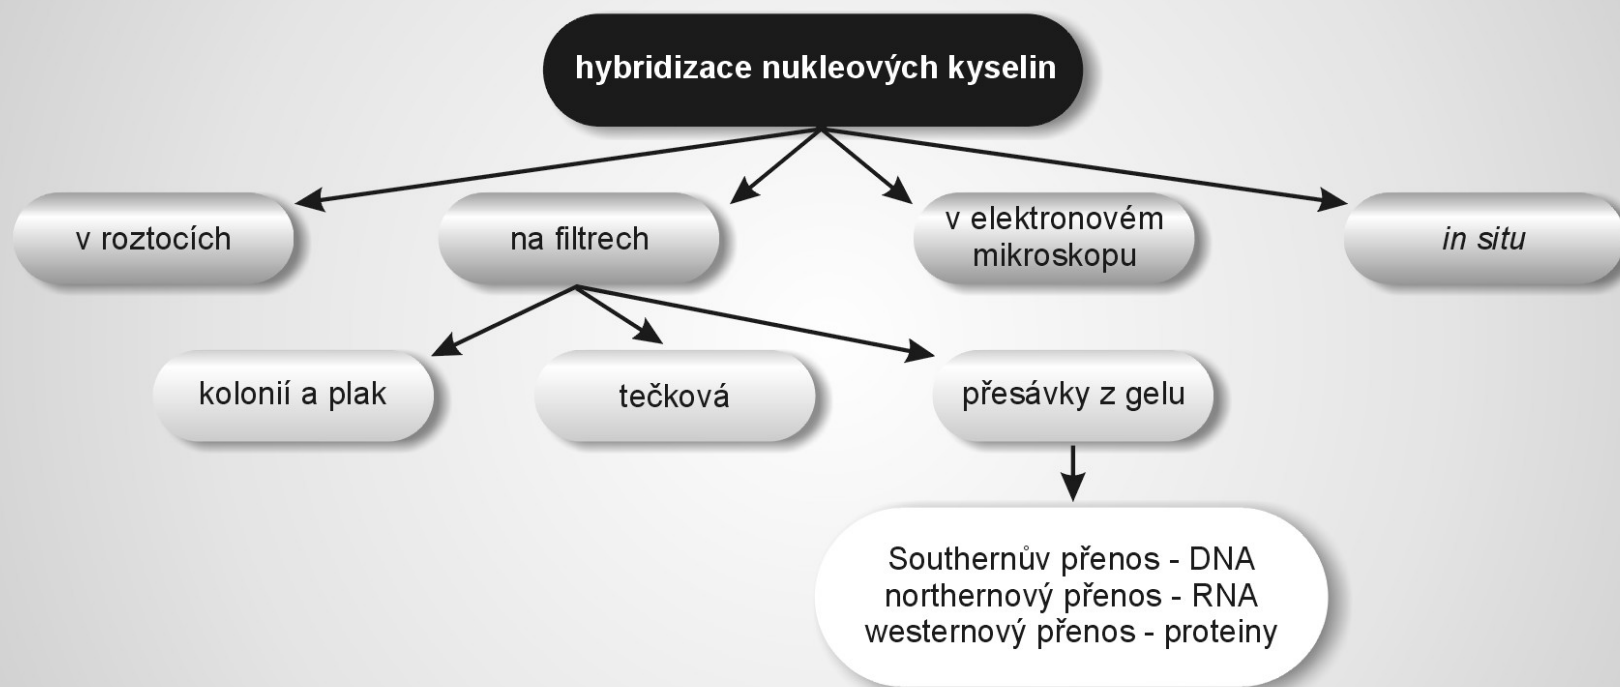 hybridizace nukleových kyselin
v roztocích
na filtrech
v elektronovém
mikroskopu
in situ
kolonií a plak
tečková
přesávky z gelu
Southernův přenos - DNA
northernový přenos - RNA
westernový přenos - proteiny